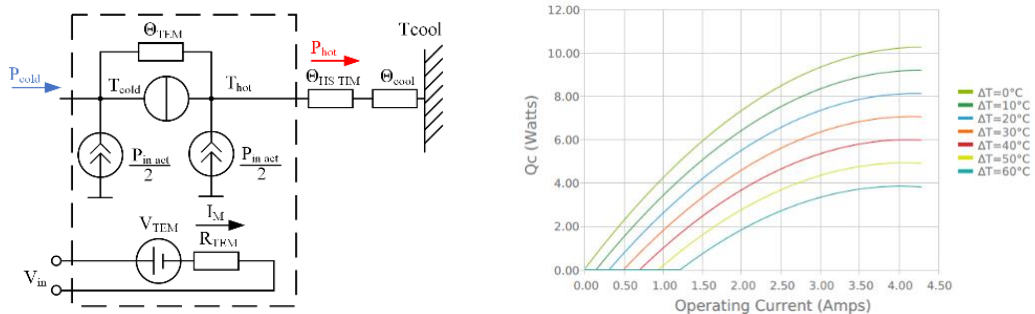 Θ_TEM
P_cold
T_cold
T_hot
P_hot
Tcool
Θ_HS TIM
Θ_cool
P_in act
2
P_in act
2
V_TEM
I_M
R_TEM
V_in
Qc (Watts)
12.00
10.00
8.00
6.00
4.00
2.00
0.00
0.00 0.50 1.00 1.50 2.00 2.50 3.00 3.50 4.00 4.50
Operating Current (Amps)
ΔT=0°C
ΔT=10°C
ΔT=20°C
ΔT=30°C
ΔT=40°C
ΔT=50°C
ΔT=60°C